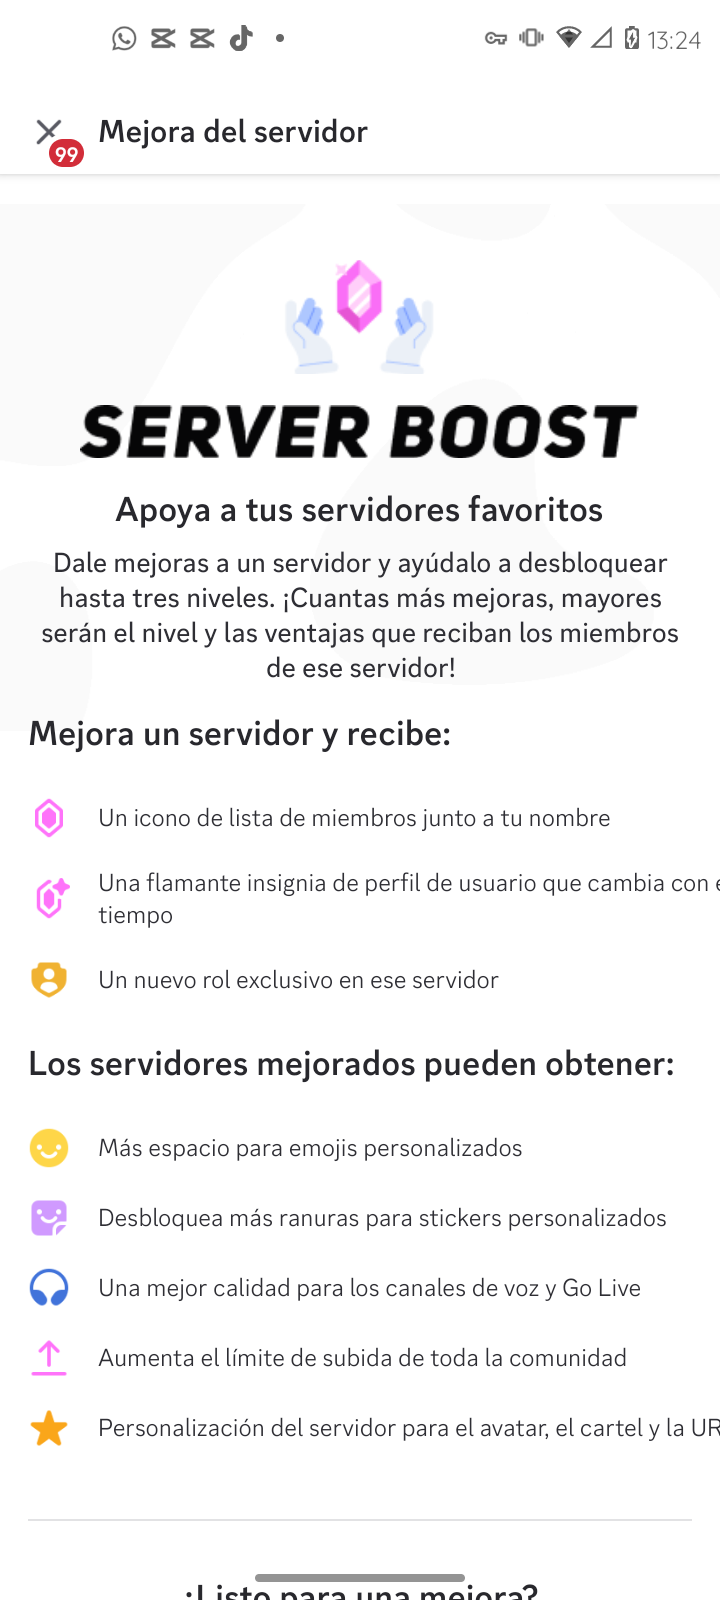 13:24
Mejora del servidor
99
SERVER BOOST
Apoya a tus servidores favoritos
Dale mejoras a un servidor y ayúdalo a desbloquear
hasta tres niveles. ¡Cuantas más mejoras, mayores
serán el nivel y las ventajas que reciban los miembros
de ese servidor!
Mejora un servidor y recibe:
Un icono de lista de miembros junto a tu nombre
Una flamante insignia de perfil de usuario que cambia con e
tiempo
Un nuevo rol exclusivo en ese servidor
Los servidores mejorados pueden obtener:
Más espacio para emojis personalizados
Desbloquea más ranuras para stickers personalizados
Una mejor calidad para los canales de voz y Go Live
Aumenta el límite de subida de toda la comunidad
Personalización del servidor para el avatar, el cartel y la UR
¿Listo para una mejora?